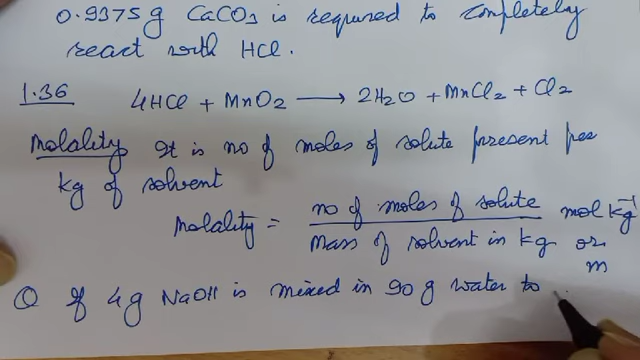 0.9375g CaCO3 is required to completely
react with HCl.
1.36 4HCl + MnO2 ⟶ 2H2O + MnCl2 + Cl2
Molality It is no of moles of solute present per
kg of solvent
Molality = no of moles of solute / Mass of solvent in kg mol kg⁻¹ or m
Q If 4g NaOH is mixed in 90 g water to